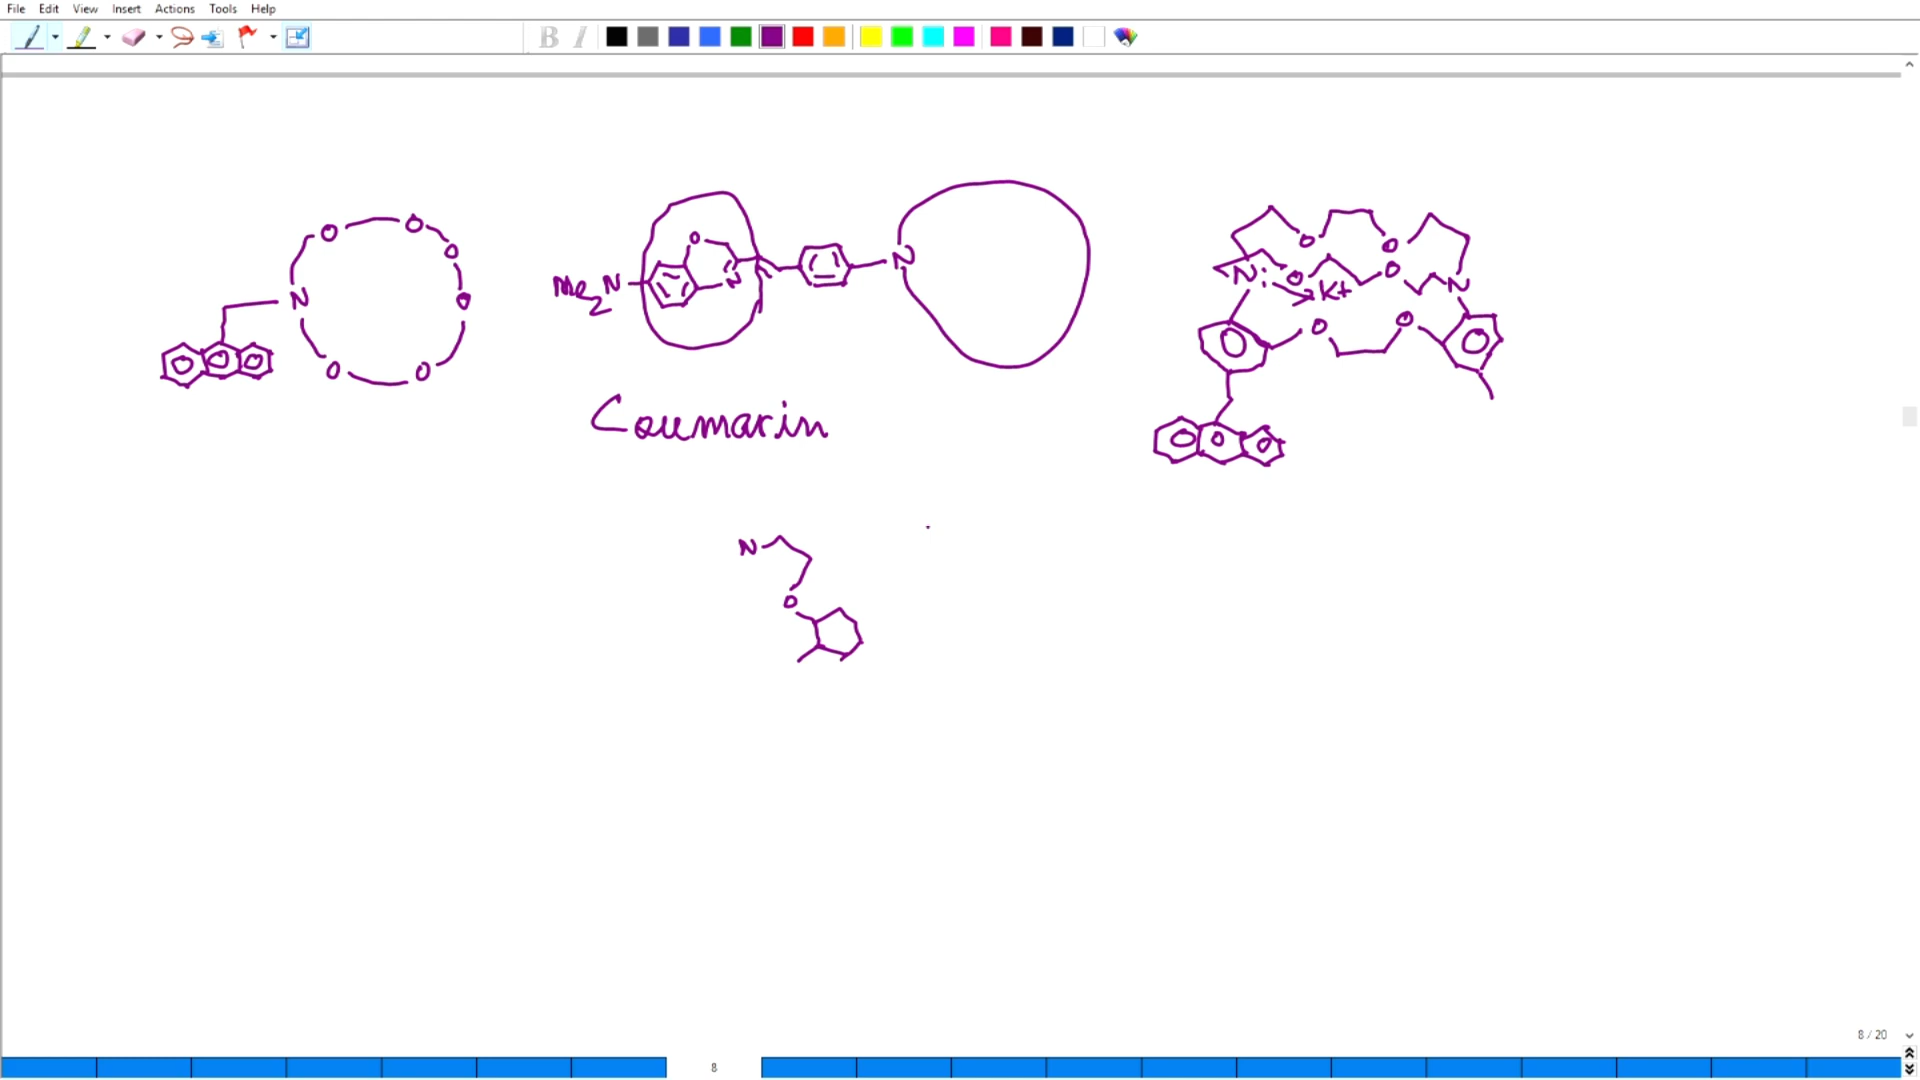 File Edit View Insert Actions Tools Help
B I
O O O O O O N
Me2N O N N
N: O O O O K+ N O O
Coumarin
N
O
8 / 20
8